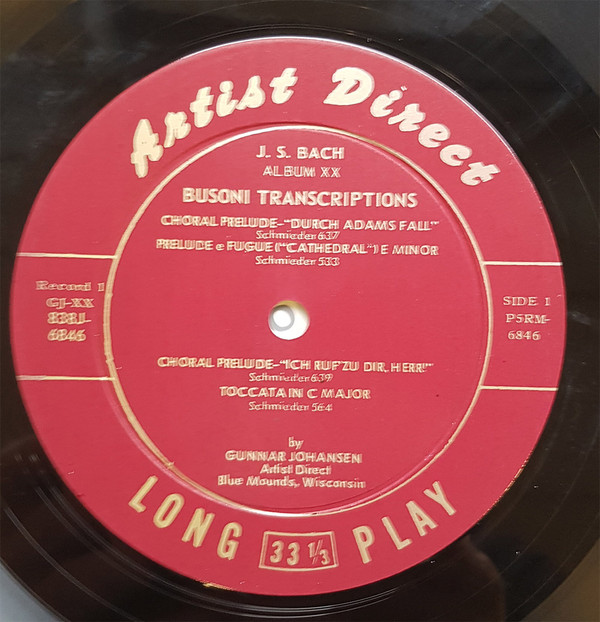 Artist Direct
J. S. BACH
ALBUM XX
BUSONI TRANSCRIPTIONS
CHORAL PRELUDE-"DURCH ADAMS FALL"
Schmieder 637
PRELUDE e FUGUE ("CATHEDRAL") E MINOR
Schmieder 533
Record 1
GJ-XX
838J-
6846
SIDE 1
P5RM-
6846
CHORAL PRELUDE-"ICH RUF' ZU DIR, HERR!"
Schmieder 639
TOCCATA IN C MAJOR
Schmieder 564
by
GUNNAR JOHANSEN
Artist Direct
Blue Mounds, Wisconsin
LONG 33 1/3 PLAY